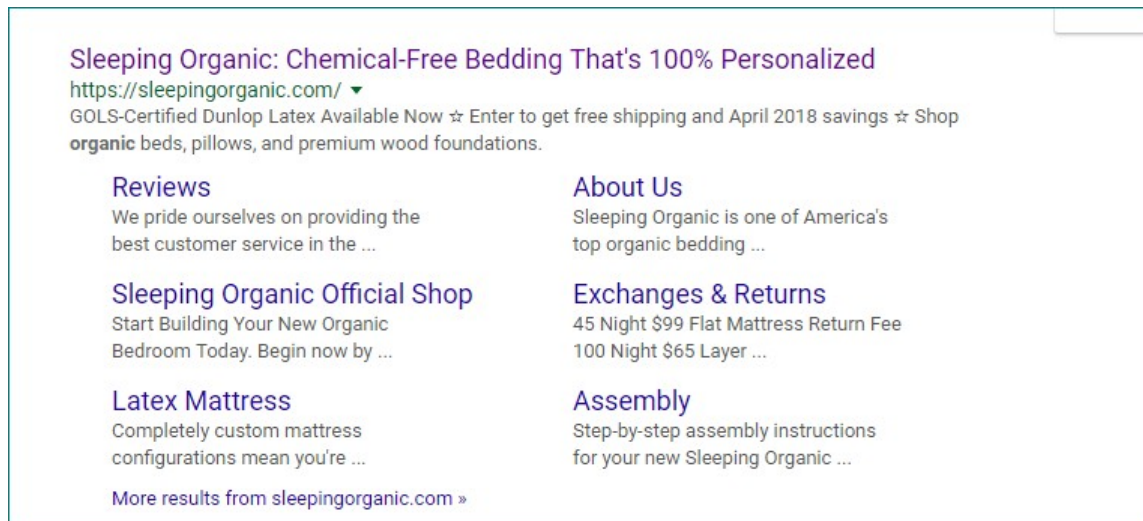 Sleeping Organic: Chemical-Free Bedding That's 100% Personalized
https://sleepingorganic.com/ ▼
GOLS-Certified Dunlop Latex Available Now ☆ Enter to get free shipping and April 2018 savings ☆ Shop
organic beds, pillows, and premium wood foundations.
Reviews
We pride ourselves on providing the
best customer service in the ...
About Us
Sleeping Organic is one of America's
top organic bedding ...
Sleeping Organic Official Shop
Start Building Your New Organic
Bedroom Today. Begin now by ...
Exchanges & Returns
45 Night $99 Flat Mattress Return Fee
100 Night $65 Layer ...
Latex Mattress
Completely custom mattress
configurations mean you're ...
Assembly
Step-by-step assembly instructions
for your new Sleeping Organic ...
More results from sleepingorganic.com »